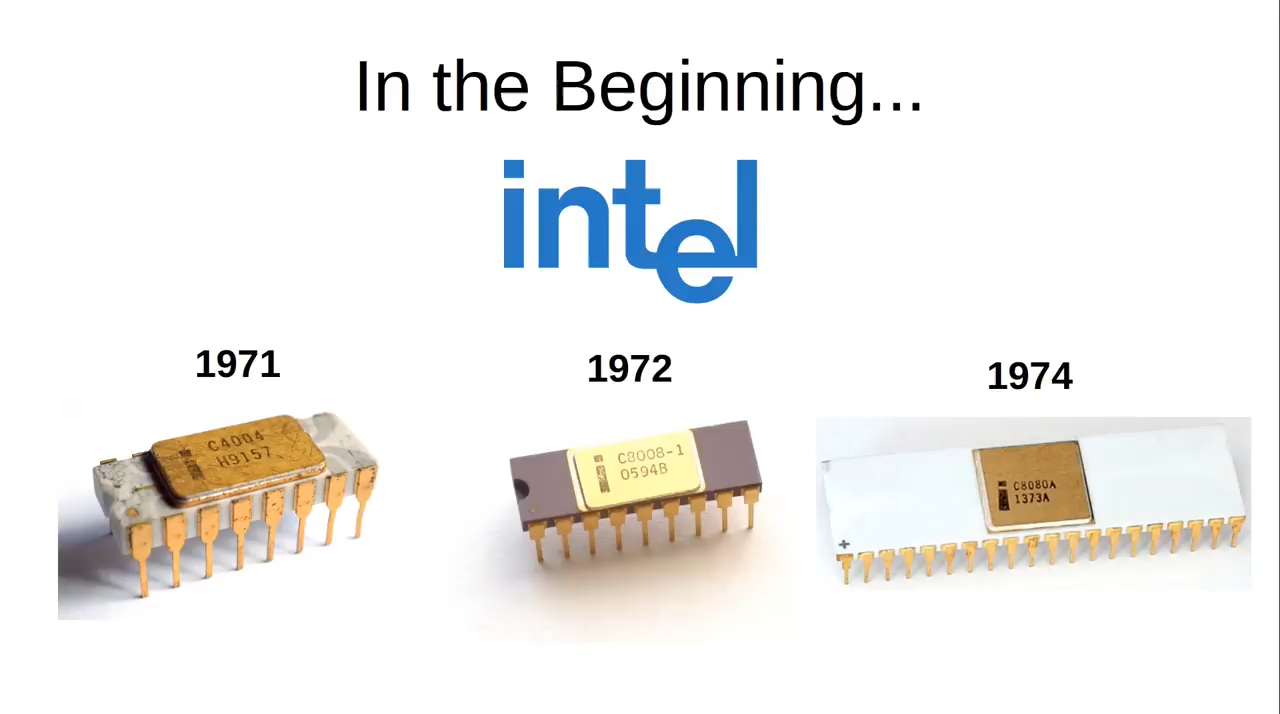 In the Beginning...
intel
1971
1972
1974
C4004
H9157
C8008-1
0594B
C8080A
1373A